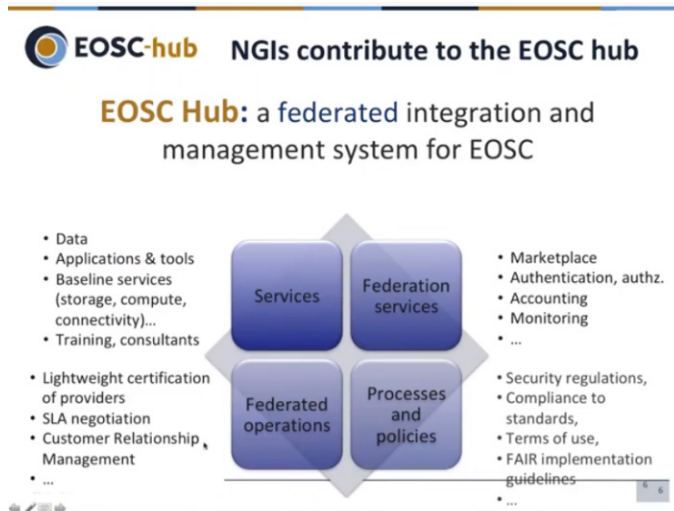 EOSC-hub NGIs contribute to the EOSC hub
EOSC Hub: a federated integration and
management system for EOSC
• Data
• Applications & tools
• Baseline services
(storage, compute,
connectivity)...
• Training, consultants
• Lightweight certification
of providers
• SLA negotiation
• Customer Relationship
Management
• ...
Services
Federation
services
Federated
operations
Processes
and
policies
• Marketplace
• Authentication, authz.
• Accounting
• Monitoring
• ...
• Security regulations,
• Compliance to
standards,
• Terms of use,
• FAIR implementation
guidelines
• ...
6 6